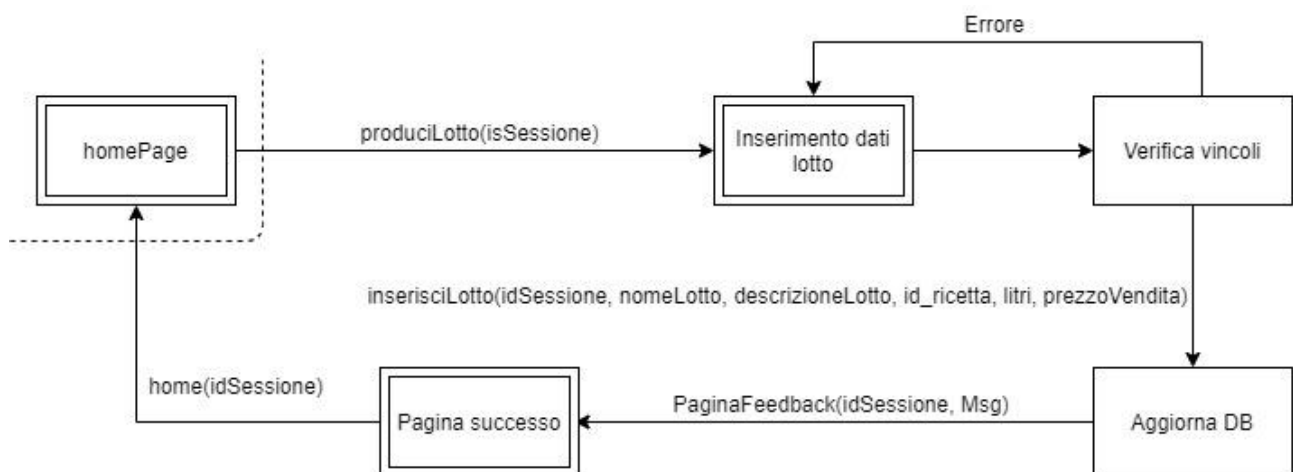 Errore
homePage
produciLotto(isSessione)
Inserimento dati
lotto
Verifica vincoli
inserisciLotto(idSessione, nomeLotto, descrizioneLotto, id_ricetta, litri, prezzoVendita)
home(idSessione)
Pagina successo
PaginaFeedback(idSessione, Msg)
Aggiorna DB